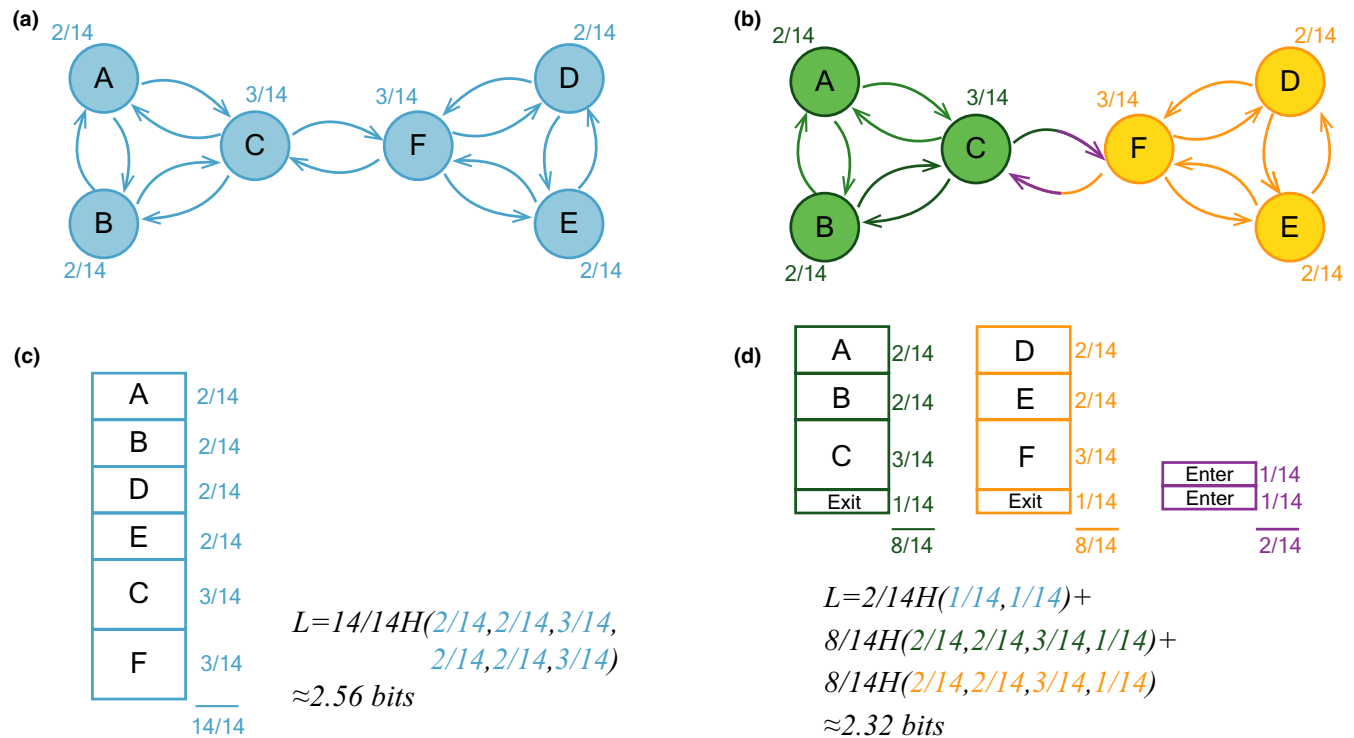 (a)
2/14
A
2/14
D
3/14
C
3/14
F
B
2/14
E
2/14
(b)
2/14
A
2/14
D
3/14
C
3/14
F
B
2/14
E
2/14
(c)
A 2/14
B 2/14
D 2/14
E 2/14
C 3/14
F 3/14
14/14
L=14/14H(2/14,2/14,3/14,
2/14,2/14,3/14)
≈2.56 bits
(d)
A 2/14
B 2/14
C 3/14
Exit 1/14
8/14
D 2/14
E 2/14
F 3/14
Exit 1/14
8/14
Enter 1/14
Enter 1/14
2/14
L=2/14H(1/14,1/14)+
8/14H(2/14,2/14,3/14,1/14)+
8/14H(2/14,2/14,3/14,1/14)
≈2.32 bits